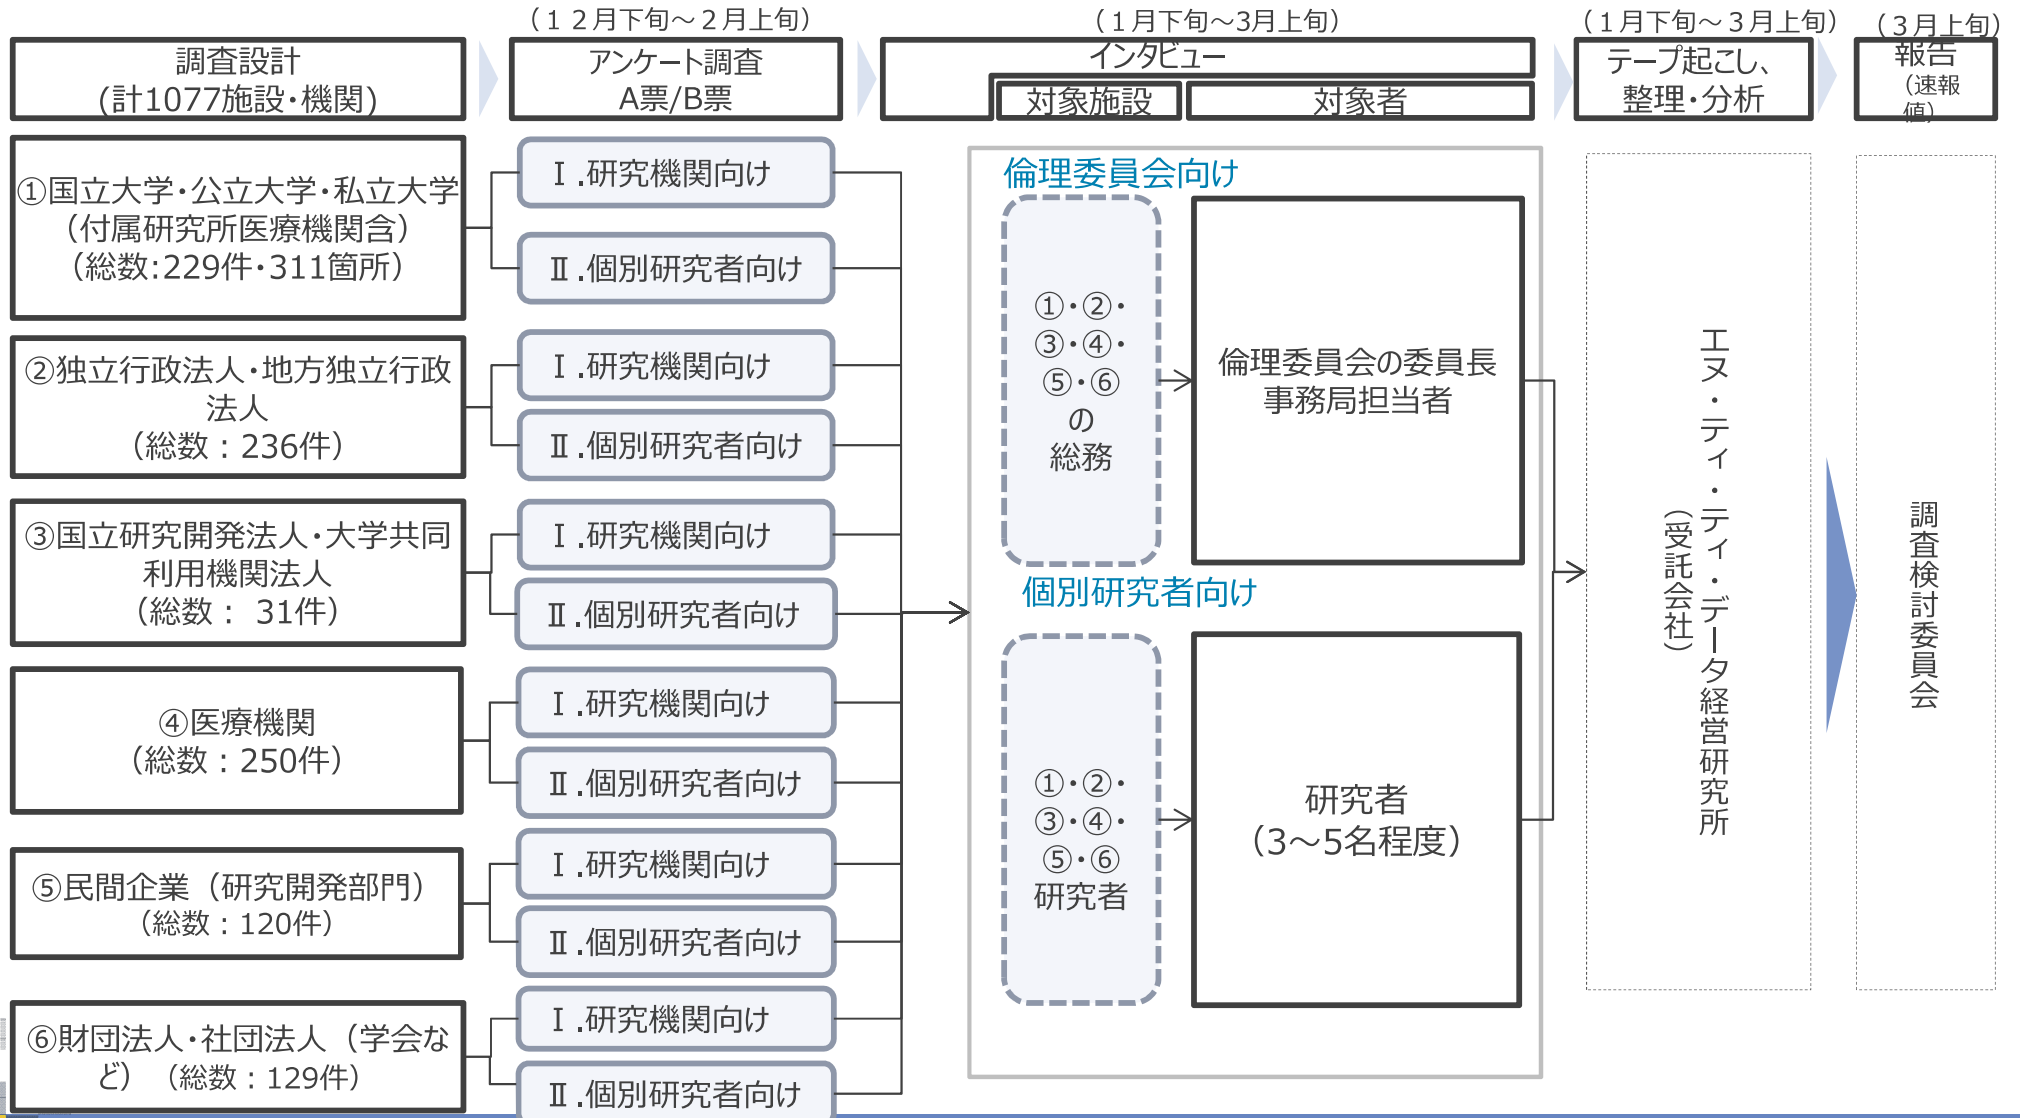 （１２月下旬～２月上旬）
（１月下旬～3月上旬）
（１月下旬～３月上旬）
（３月上旬）
調査設計
(計1077施設・機関)
アンケート調査
A票/B票
インタビュー
対象施設
対象者
テープ起こし、
整理・分析
報告
（速報
値）
①国立大学・公立大学・私立大学
（付属研究所医療機関含）
（総数:229件・311箇所）
Ⅰ.研究機関向け
Ⅱ.個別研究者向け
②独立行政法人・地方独立行政
法人
（総数：236件）
Ⅰ.研究機関向け
Ⅱ.個別研究者向け
③国立研究開発法人・大学共同
利用機関法人
（総数： 31件）
Ⅰ.研究機関向け
Ⅱ.個別研究者向け
④医療機関
（総数：250件）
Ⅰ.研究機関向け
Ⅱ.個別研究者向け
⑤民間企業（研究開発部門）
（総数：120件）
Ⅰ.研究機関向け
Ⅱ.個別研究者向け
⑥財団法人・社団法人（学会な
ど）（総数：129件）
Ⅰ.研究機関向け
Ⅱ.個別研究者向け
倫理委員会向け
①・②・
③・④・
⑤・⑥
の
総務
倫理委員会の委員長
事務局担当者
個別研究者向け
①・②・
③・④・
⑤・⑥
研究者
研究者
（3～5名程度）
エヌ・ティ・ティ・データ経営研究所
（受託会社）
調査検討委員会